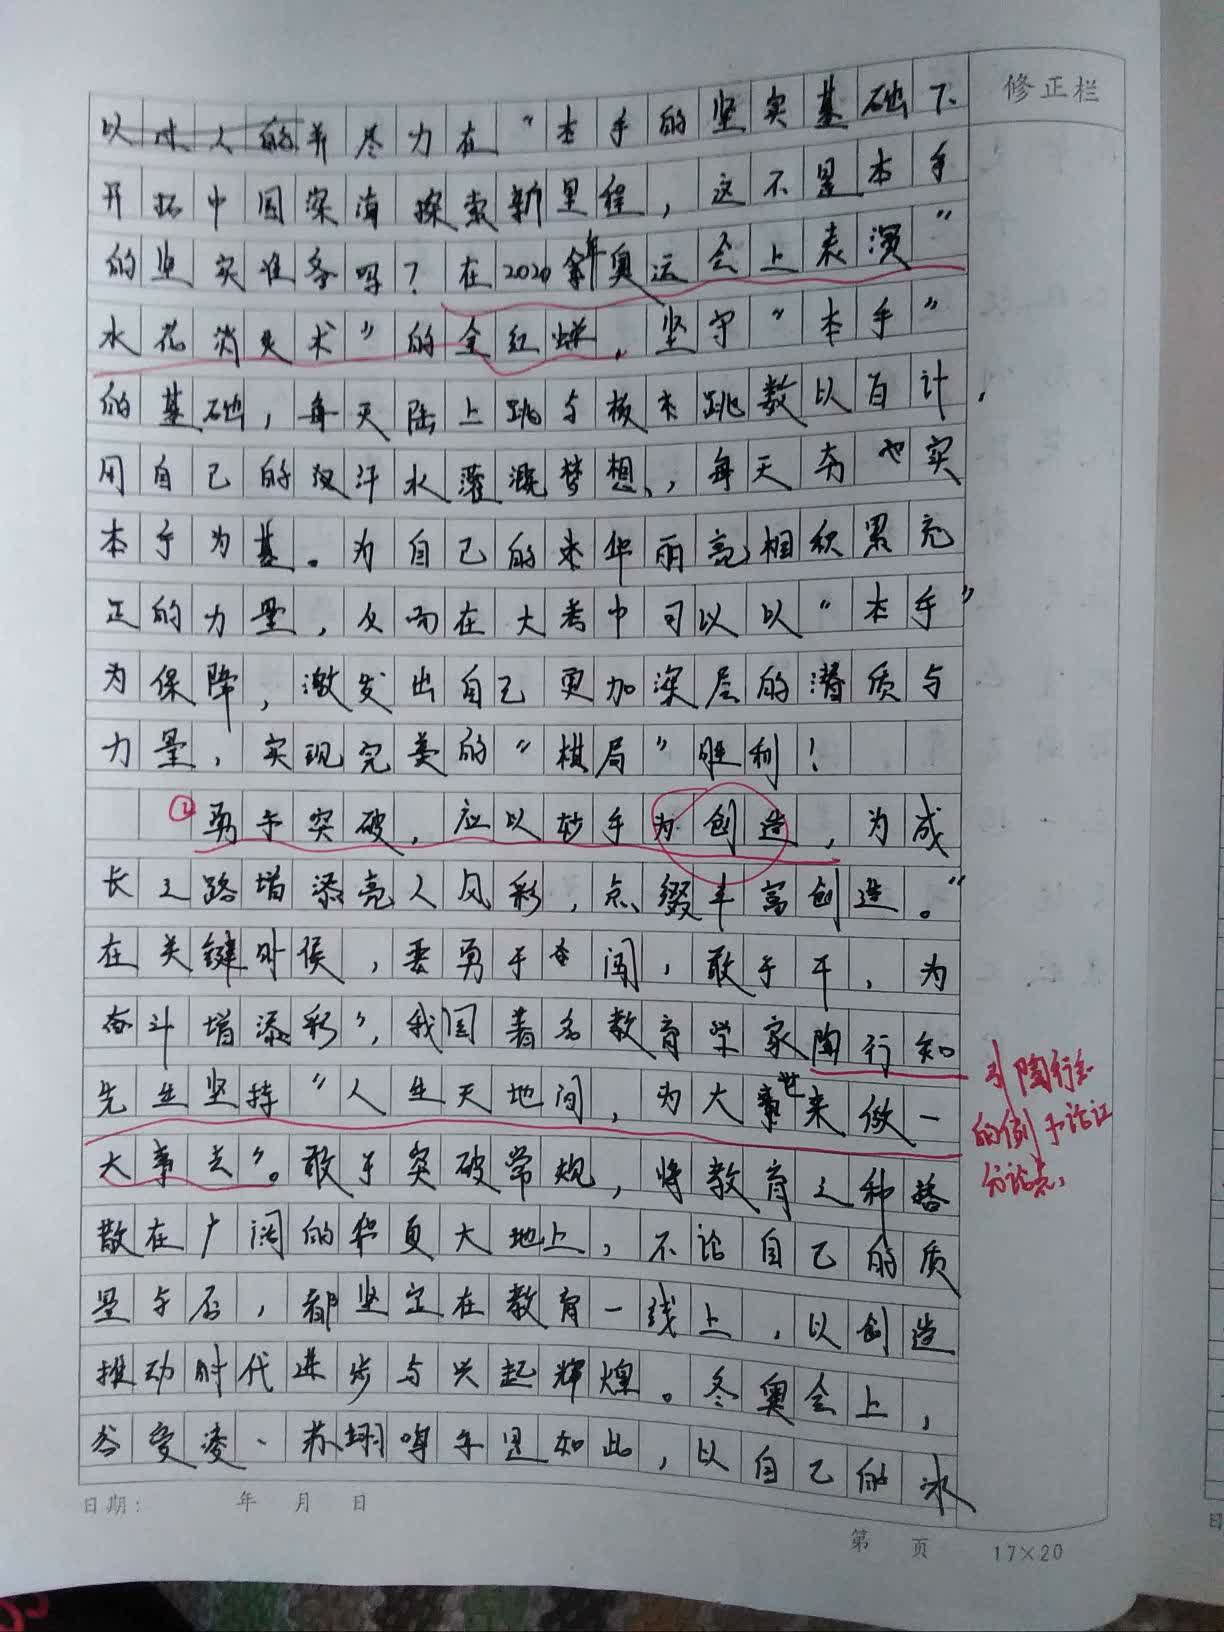 修正栏
以过人的并尽力在“本手的坚实基础下、
开拓中国深海探索新里程，这不是本手
的坚实准备吗？在2020年奥运会上表演“
水花消失术”的全红婵，坚守“本手”
的基础，每天陆上跳与板未跳数以百计，
用自己的汗水灌溉梦想，每天夯实
本手为基。为自己的未华丽亮相积累充
正的力量，从而在大考中可以以“本手”
为保障，激发出自己更加深层的潜质与
力量，实现完美的“棋局”胜利！
②勇于突破，应以妙手为创造，为成
长之路增添亮人风彩，点缀丰富创造。“
在关键时侯，要勇于闯，敢于干，为
奋斗增添彩”，我国著名教育学家陶行知
先生坚持“人生天地间，为大世来做一
大事去”。敢于突破常规，将教育之种播
散在广阔的华夏大地上，不论自己的质
量与否，都坚定在教育一线上，以创造
推动时代进步与兴起辉煌。冬奥会上，
谷爱凌、苏翊鸣手是如此，以自己的冰
引陶行知
的例子论证
分论点，
日期： 年 月 日
第 页 17×20